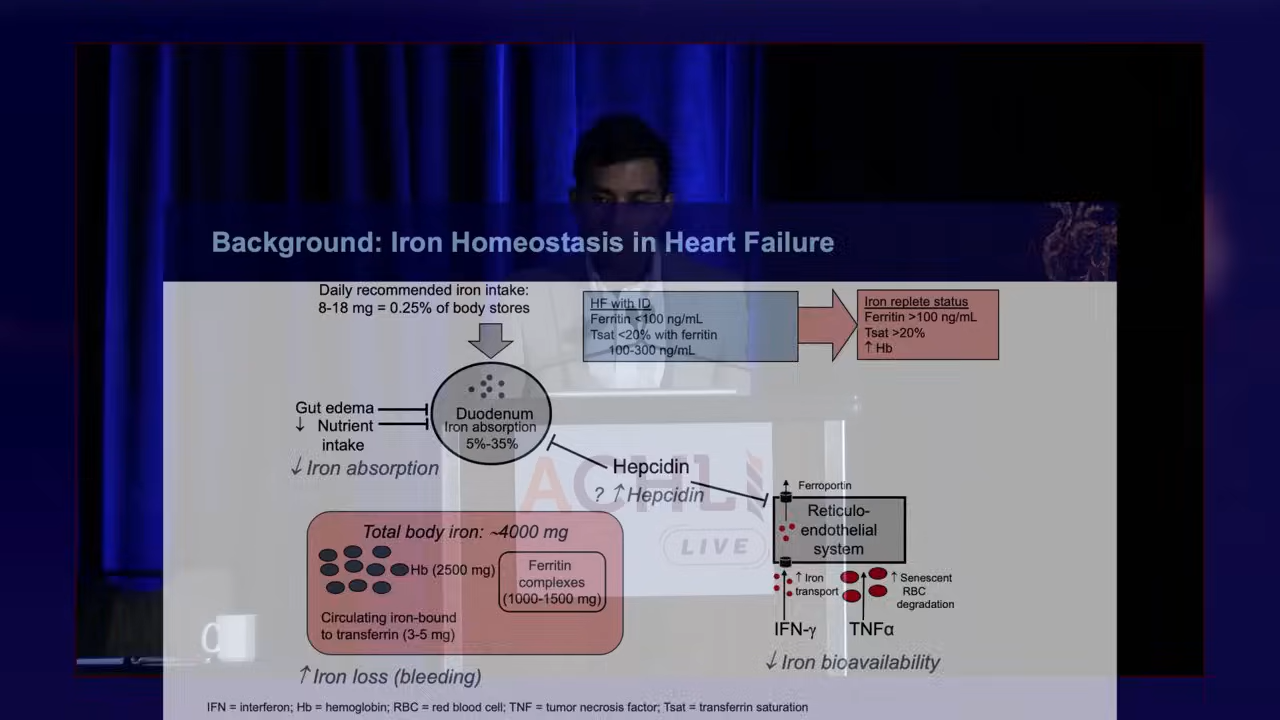 Background: Iron Homeostasis in Heart Failure
Daily recommended iron intake:
8-18 mg = 0.25% of body stores
HF with ID
Ferritin <100 ng/mL
Tsat <20% with ferritin
100-300 ng/mL
Iron replete status
Ferritin >100 ng/mL
Tsat >20%
↑ Hb
Gut edema
↓ Nutrient
intake
↓ Iron absorption
Duodenum
Iron absorption
5%-35%
Hepcidin
? ↑ Hepcidin
Ferroportin
Reticulo-
endothelial
system
↑ Iron
transport
↑ Senescent
RBC
degradation
IFN-γ
TNFα
↓ Iron bioavailability
Total body iron: ~4000 mg
Hb (2500 mg)
Ferritin
complexes
(1000-1500 mg)
Circulating iron-bound
to transferrin (3-5 mg)
↑ Iron loss (bleeding)
ACHL
LIVE
IFN = interferon; Hb = hemoglobin; RBC = red blood cell; TNF = tumor necrosis factor; Tsat = transferrin saturation